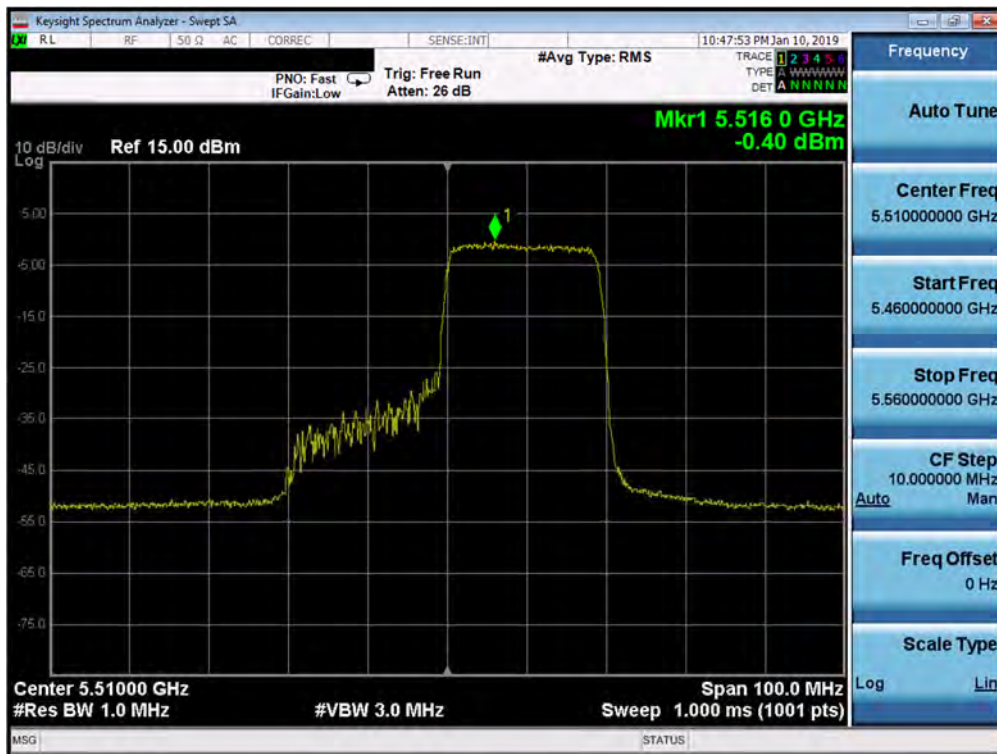 Keysight Spectrum Analyzer - Swept SA
LXI RL RF 50 Ω AC CORREC SENSE:INT 10:47:53 PM Jan 10, 2019
#Avg Type: RMS
TRACE 1 2 3 4 5 6
PNO: Fast Trig: Free Run
TYPE A WWWWW
IFGain:Low Atten: 26 dB
DET A N N N N N
Mkr1 5.516 0 GHz
-0.40 dBm
10 dB/div Ref 15.00 dBm
Log
1
-5.00
-5.00
-15.0
-25.0
-35.0
-45.0
-55.0
-65.0
-75.0
Center 5.51000 GHz Span 100.0 MHz
#Res BW 1.0 MHz #VBW 3.0 MHz Sweep 1.000 ms (1001 pts)
MSG STATUS
Frequency
Auto Tune
Center Freq
5.510000000 GHz
Start Freq
5.460000000 GHz
Stop Freq
5.560000000 GHz
CF Step
10.000000 MHz
Auto Man
Freq Offset
0 Hz
Scale Type
Log Lin